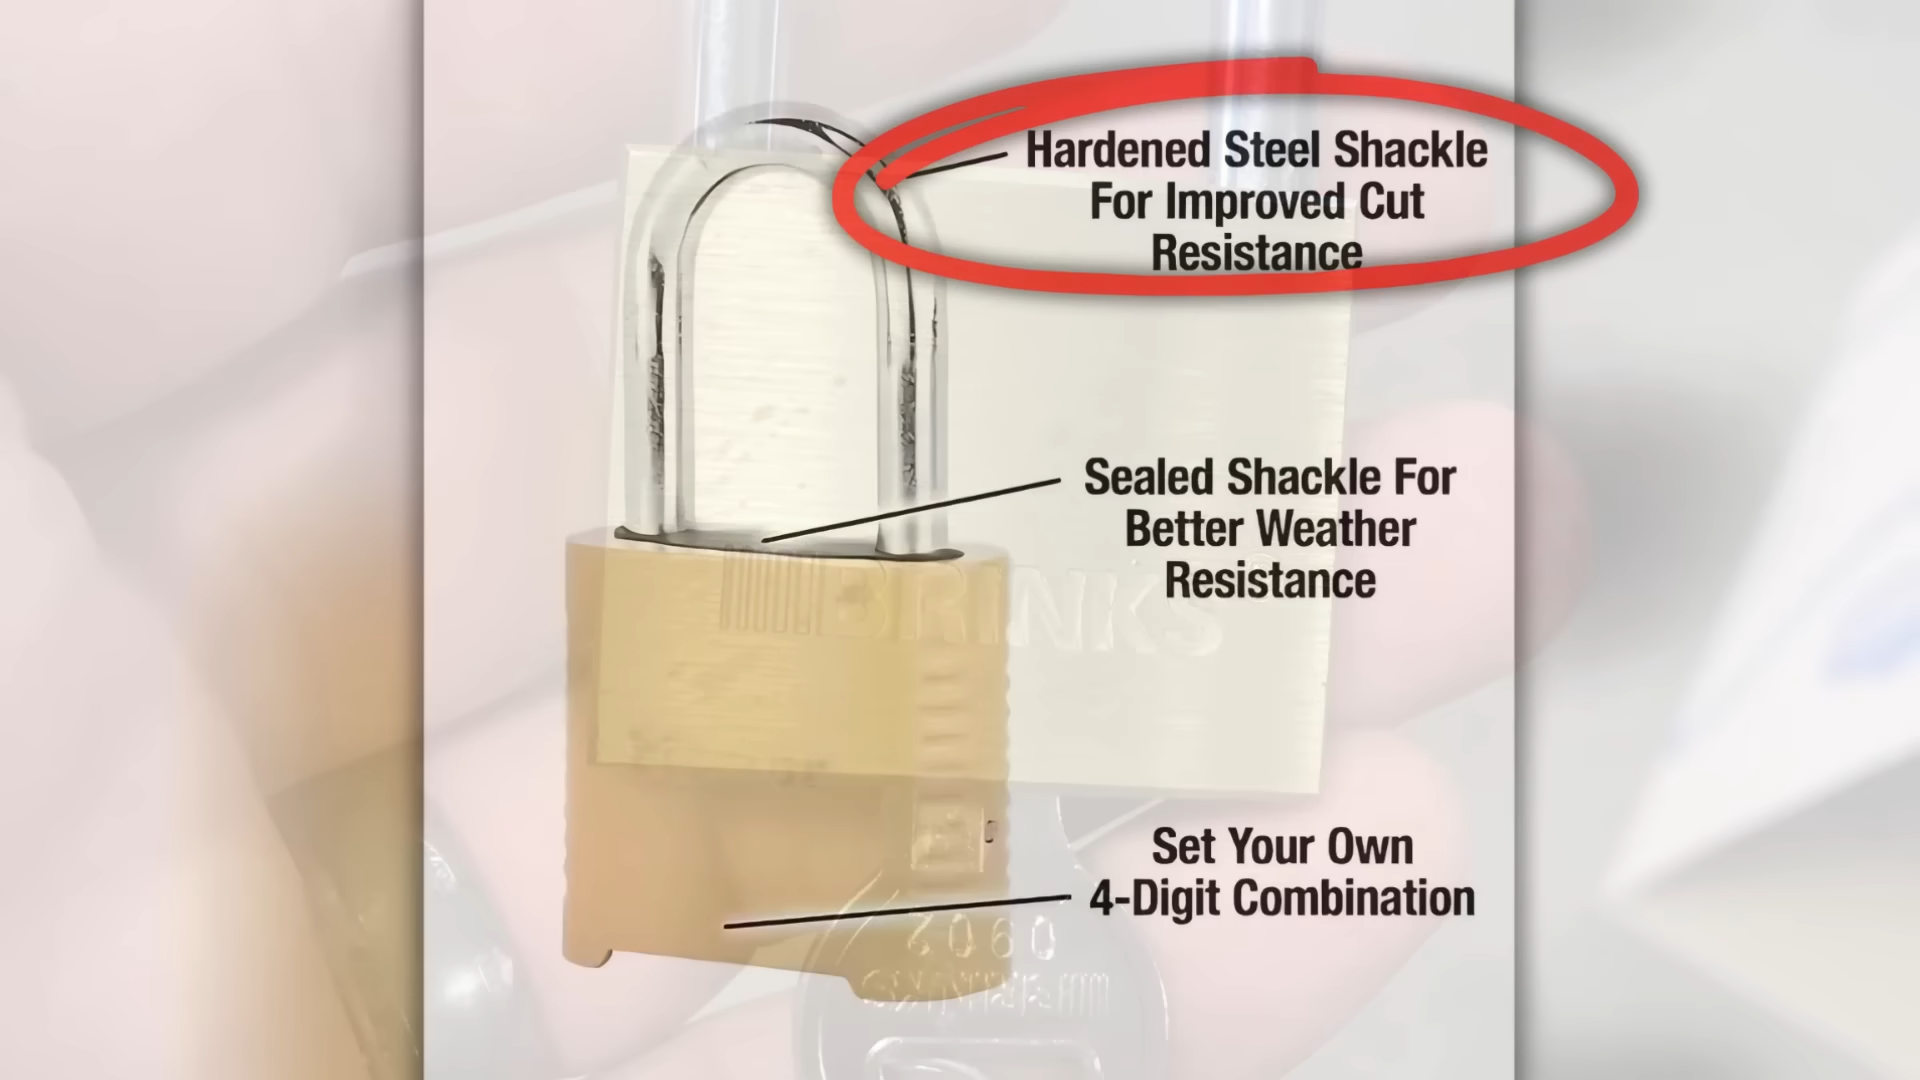 Hardened Steel Shackle
For Improved Cut
Resistance
Sealed Shackle For
Better Weather
Resistance
BRINKS®
Set Your Own
4-Digit Combination
2060